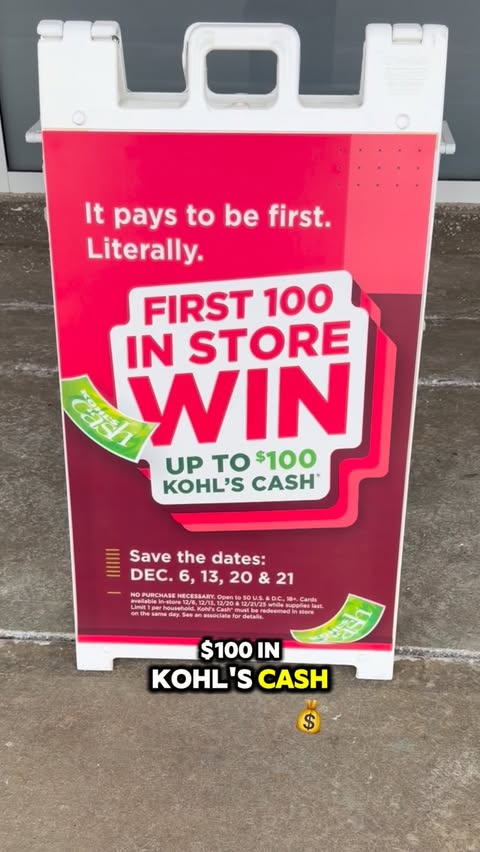 It pays to be first.
Literally.
FIRST 100
IN STORE
WIN
UP TO $100
KOHL'S CASH*
Save the dates:
DEC. 6, 13, 20 & 21
NO PURCHASE NECESSARY. Open to 50 U.S. & D.C., 18+. Cards
available in-store 12/6, 12/13, 12/20 & 12/21/25 while supplies last.
Limit 1 per household. Kohl's Cash* must be redeemed in store
on the same day. See an associate for details.
$100 IN
KOHL'S CASH